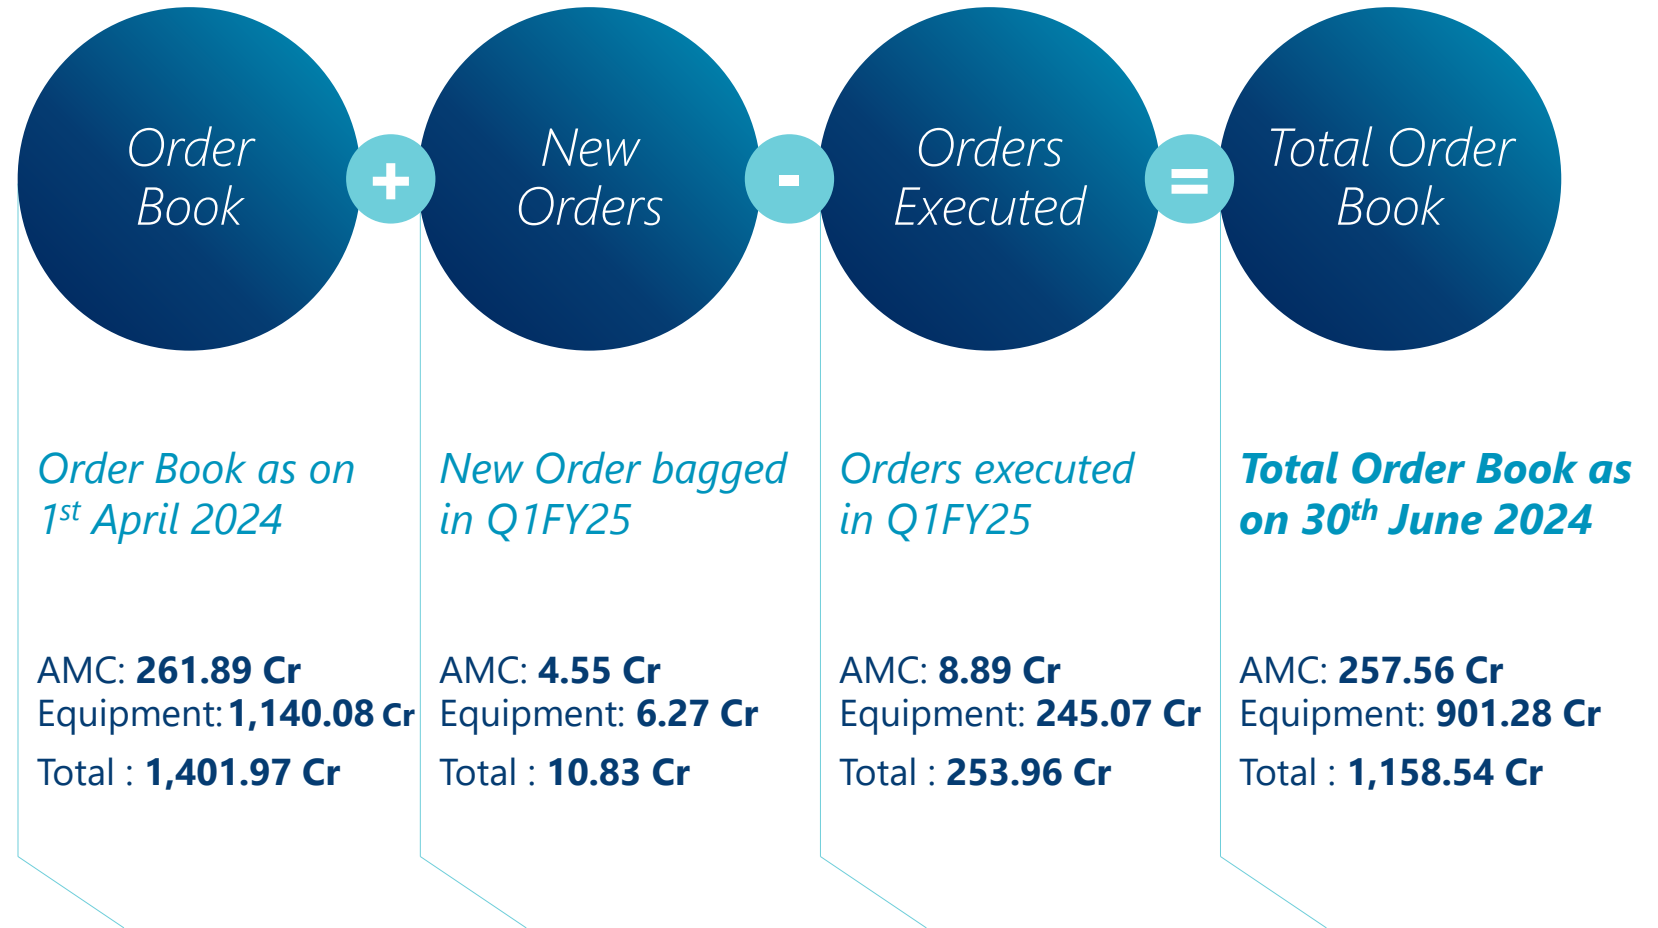 Order
Book
+
New
Orders
-
Orders
Executed
=
Total Order
Book
Order Book as on
1st April 2024
New Order bagged
in Q1FY25
Orders executed
in Q1FY25
Total Order Book as
on 30th June 2024
AMC: 261.89 Cr
Equipment: 1,140.08 Cr
Total : 1,401.97 Cr
AMC: 4.55 Cr
Equipment: 6.27 Cr
Total : 10.83 Cr
AMC: 8.89 Cr
Equipment: 245.07 Cr
Total : 253.96 Cr
AMC: 257.56 Cr
Equipment: 901.28 Cr
Total : 1,158.54 Cr